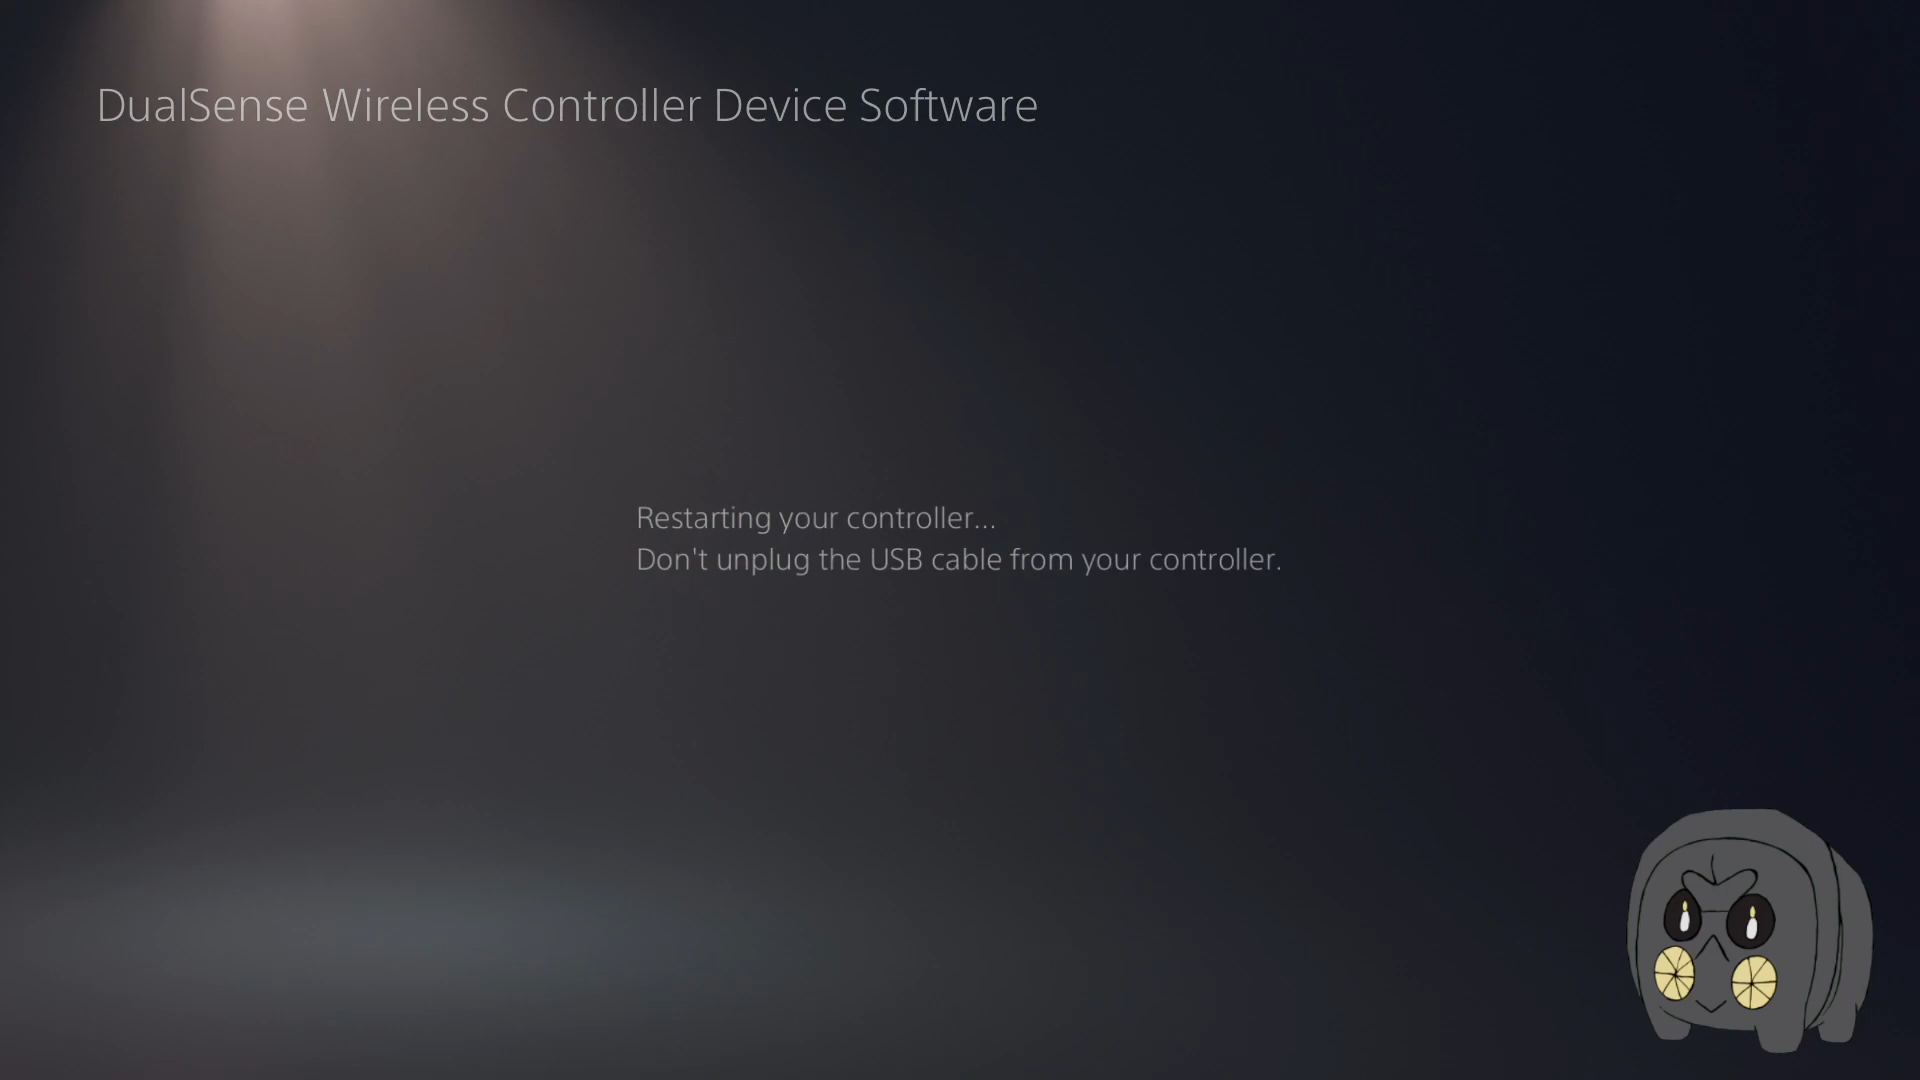 DualSense Wireless Controller Device Software
Restarting your controller...
Don't unplug the USB cable from your controller.